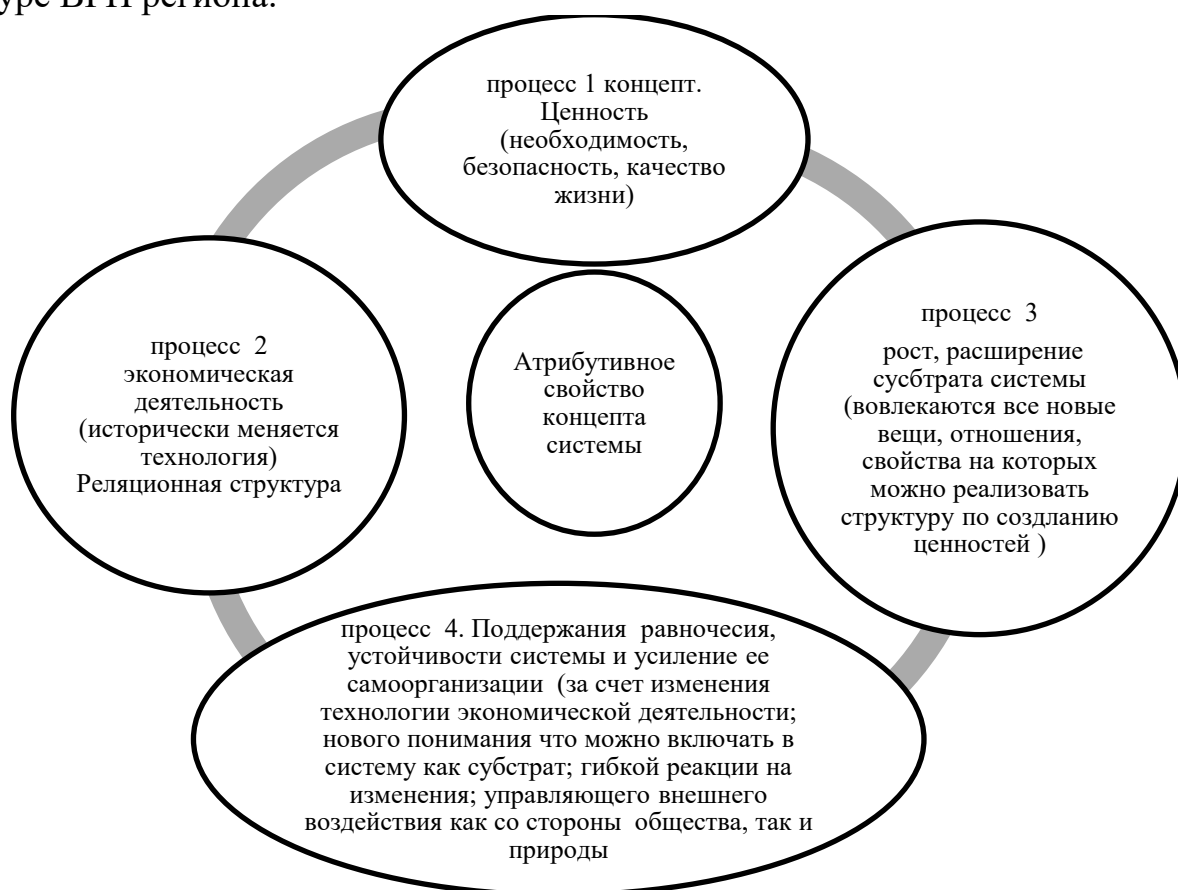 ВРП региона.
процесс 1 концепт.
Ценность
(необходимость,
безопасность, качество
жизни)
процесс 2
экономическая
деятельность
(исторически меняется
технология)
Реляционная структура
Атрибутивное
свойство
концепта
системы
процесс 3
рост, расширение
сусбтрата системы
(вовлекаются все новые
вещи, отношения,
свойства на которых
можно реализовать
структуру по создланию
ценностей )
процесс 4. Поддержания равночесия,
устойчивости системы и усиление ее
самоорганизации (за счет изменения
технологии экономической деятельности;
нового понимания что можно включать в
систему как субстрат; гибкой реакции на
изменения; управляющего внешнего
воздействия как со стороны общества, так и
природы